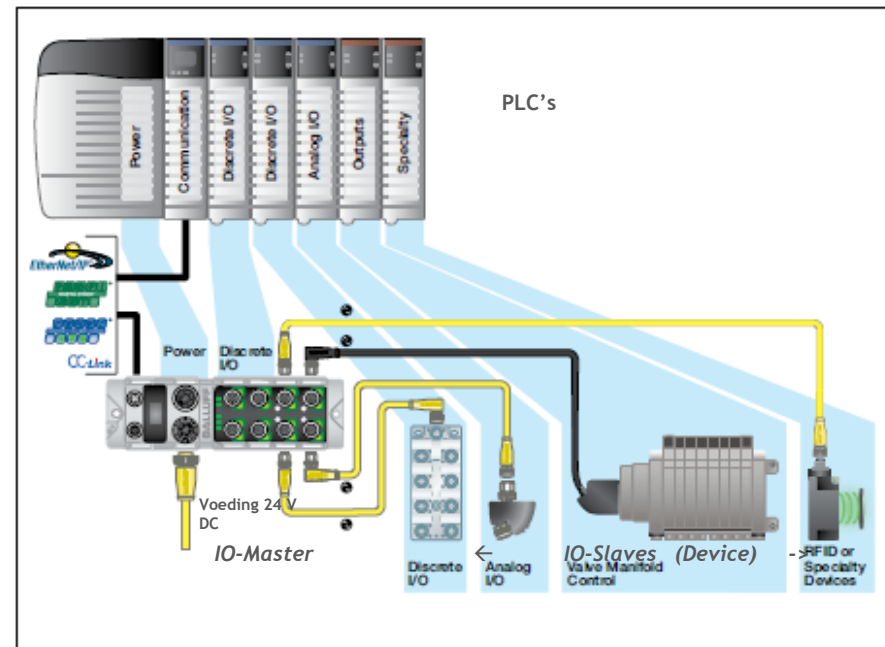 PLC's
Power
Communication
Discrete I/O
Discrete I/O
Analog I/O
Outputs
Specialty
EtherNet/IP
CC-Link
Power
Discrete
I/O
BALLUFF
Voeding 24 V
DC
IO-Master
← IO-Slaves (Device) ->
Discrete
I/O
Analog
I/O
Valve Manifold
Control
RFID or
Specialty
Devices